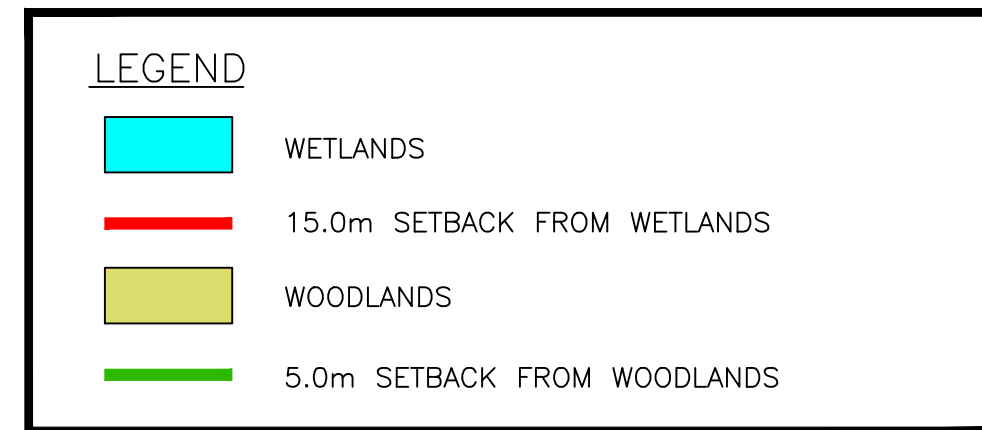 LEGEND
WETLANDS
15.0m SETBACK FROM WETLANDS
WOODLANDS
5.0m SETBACK FROM WOODLANDS